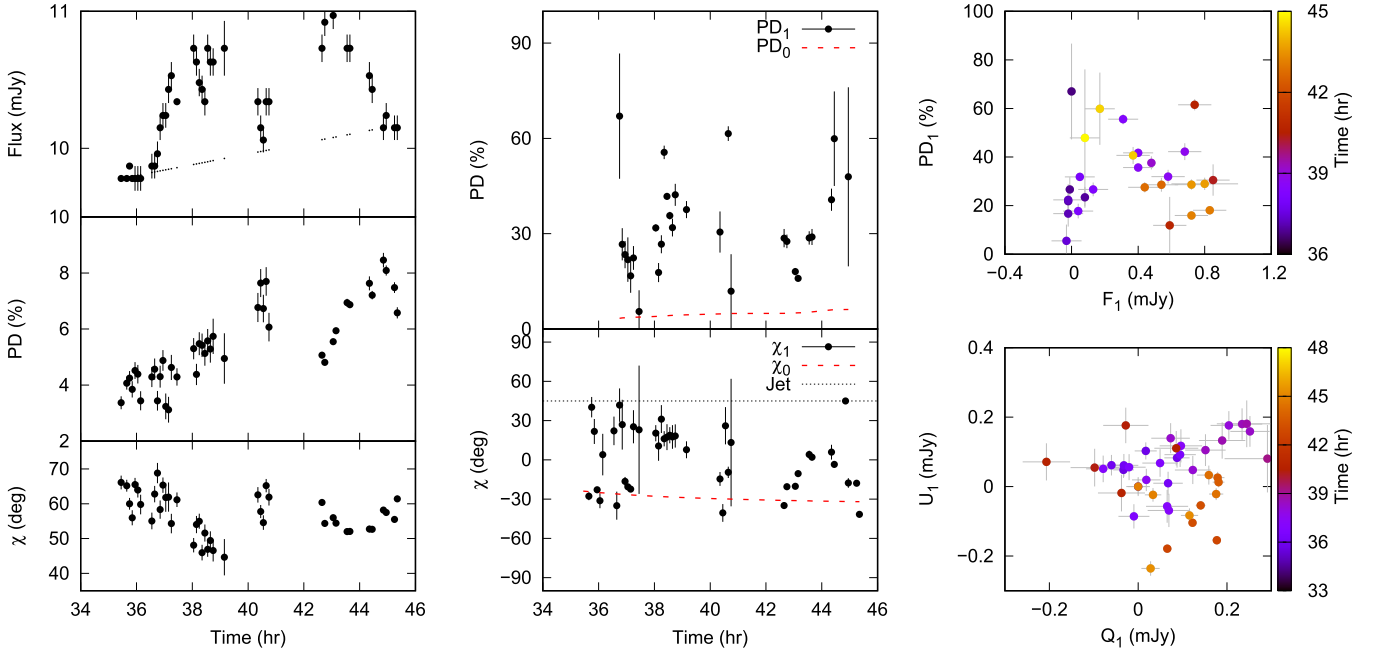 11
10
10
Flux (mJy)
8
6
4
2
PD (%)
70
60
50
40
χ (deg)
34 36 38 40 42 44 46
Time (hr)
90
60
30
0
PD (%)
PD1
PD0
90
60
30
0
−30
−60
−90
χ (deg)
χ1
χ0
Jet
34 36 38 40 42 44 46
Time (hr)
100
80
60
40
20
0
PD1 (%)
−0.4 0 0.4 0.8 1.2
F1 (mJy)
45
42
39
36
Time (hr)
0.4
0.2
0
−0.2
U1 (mJy)
−0.2 0 0.2
Q1 (mJy)
48
45
42
39
36
33
Time (hr)